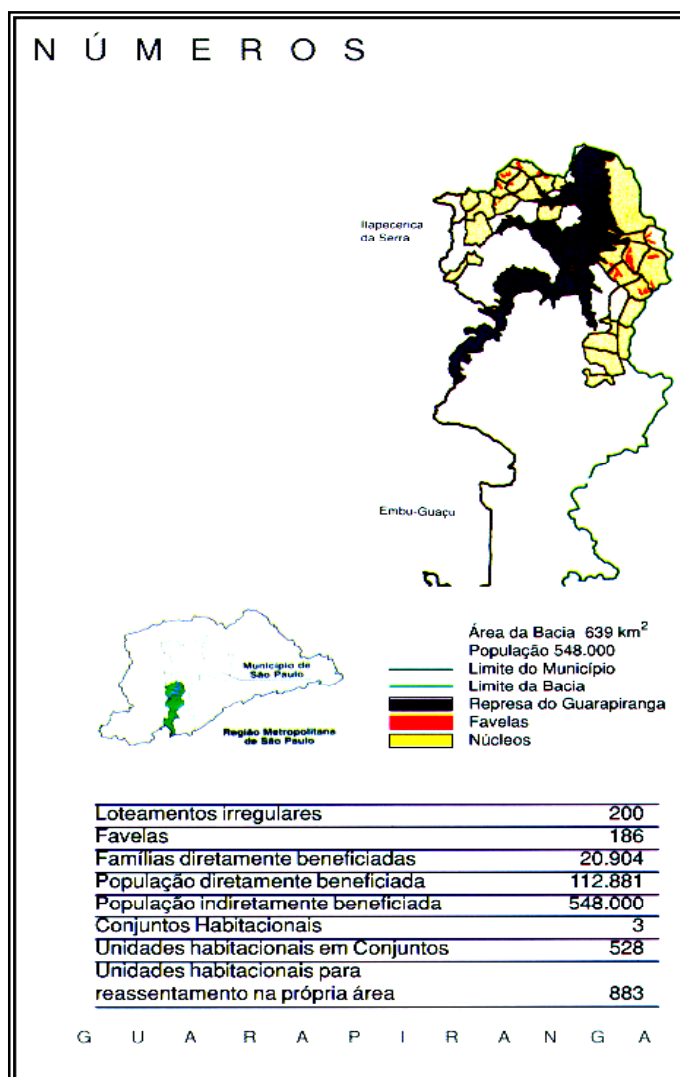 NÚMEROS
Itapecerica
da Serra
Embu-Guaçu
Município de
São Paulo
Região Metropolitana
de São Paulo
Área da Bacia 639 km²
População 548.000
Limite do Município
Limite da Bacia
Represa do Guarapiranga
Favelas
Núcleos
Loteamentos irregulares 200
Favelas 186
Famílias diretamente beneficiadas 20.904
População diretamente beneficiada 112.881
População indiretamente beneficiada 548.000
Conjuntos Habitacionais 3
Unidades habitacionais em Conjuntos 528
Unidades habitacionais para
reassentamento na própria área 883
GUARAPIRANGA